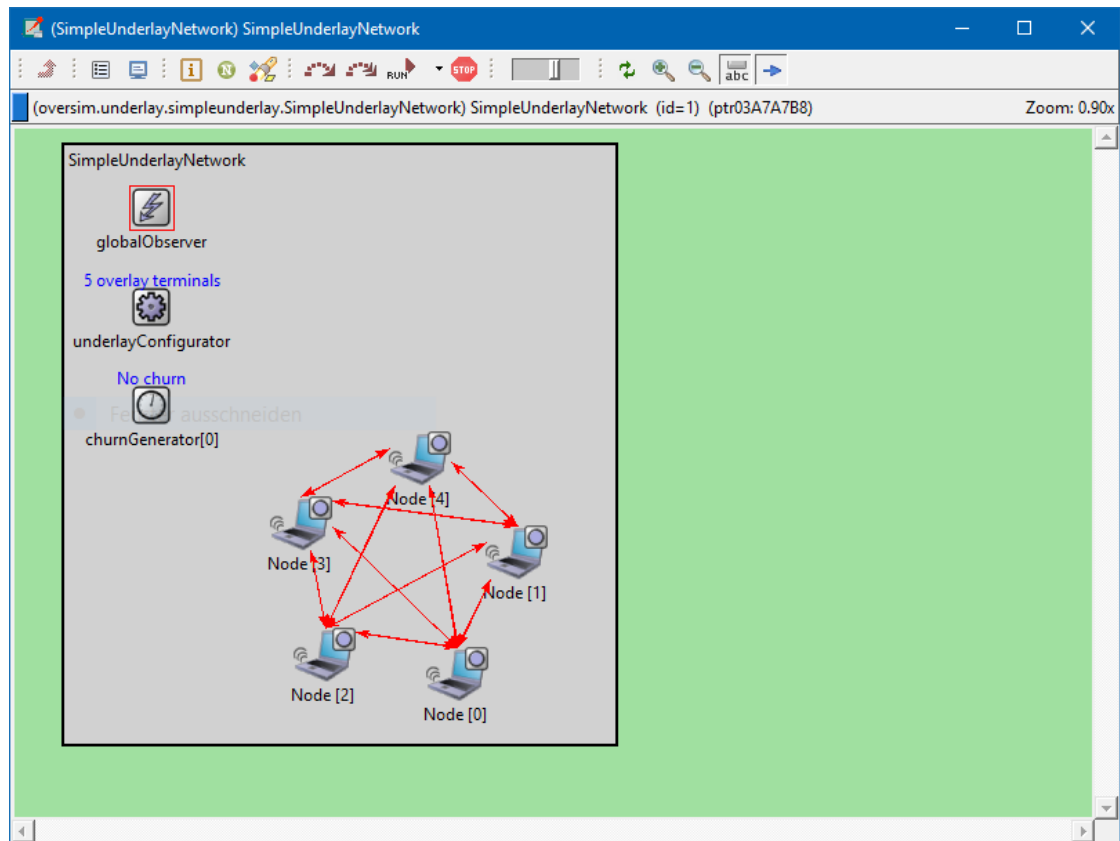 (SimpleUnderlayNetwork) SimpleUnderlayNetwork
RUN STOP abc
(oversim.underlay.simpleunderlay.SimpleUnderlayNetwork) SimpleUnderlayNetwork (id=1) (ptr03A7A7B8) Zoom: 0.90x
SimpleUnderlayNetwork
globalObserver
5 overlay terminals
underlayConfigurator
No churn
ausschneiden
churnGenerator[0]
Node [4]
Node [3]
Node [1]
Node [2]
Node [0]